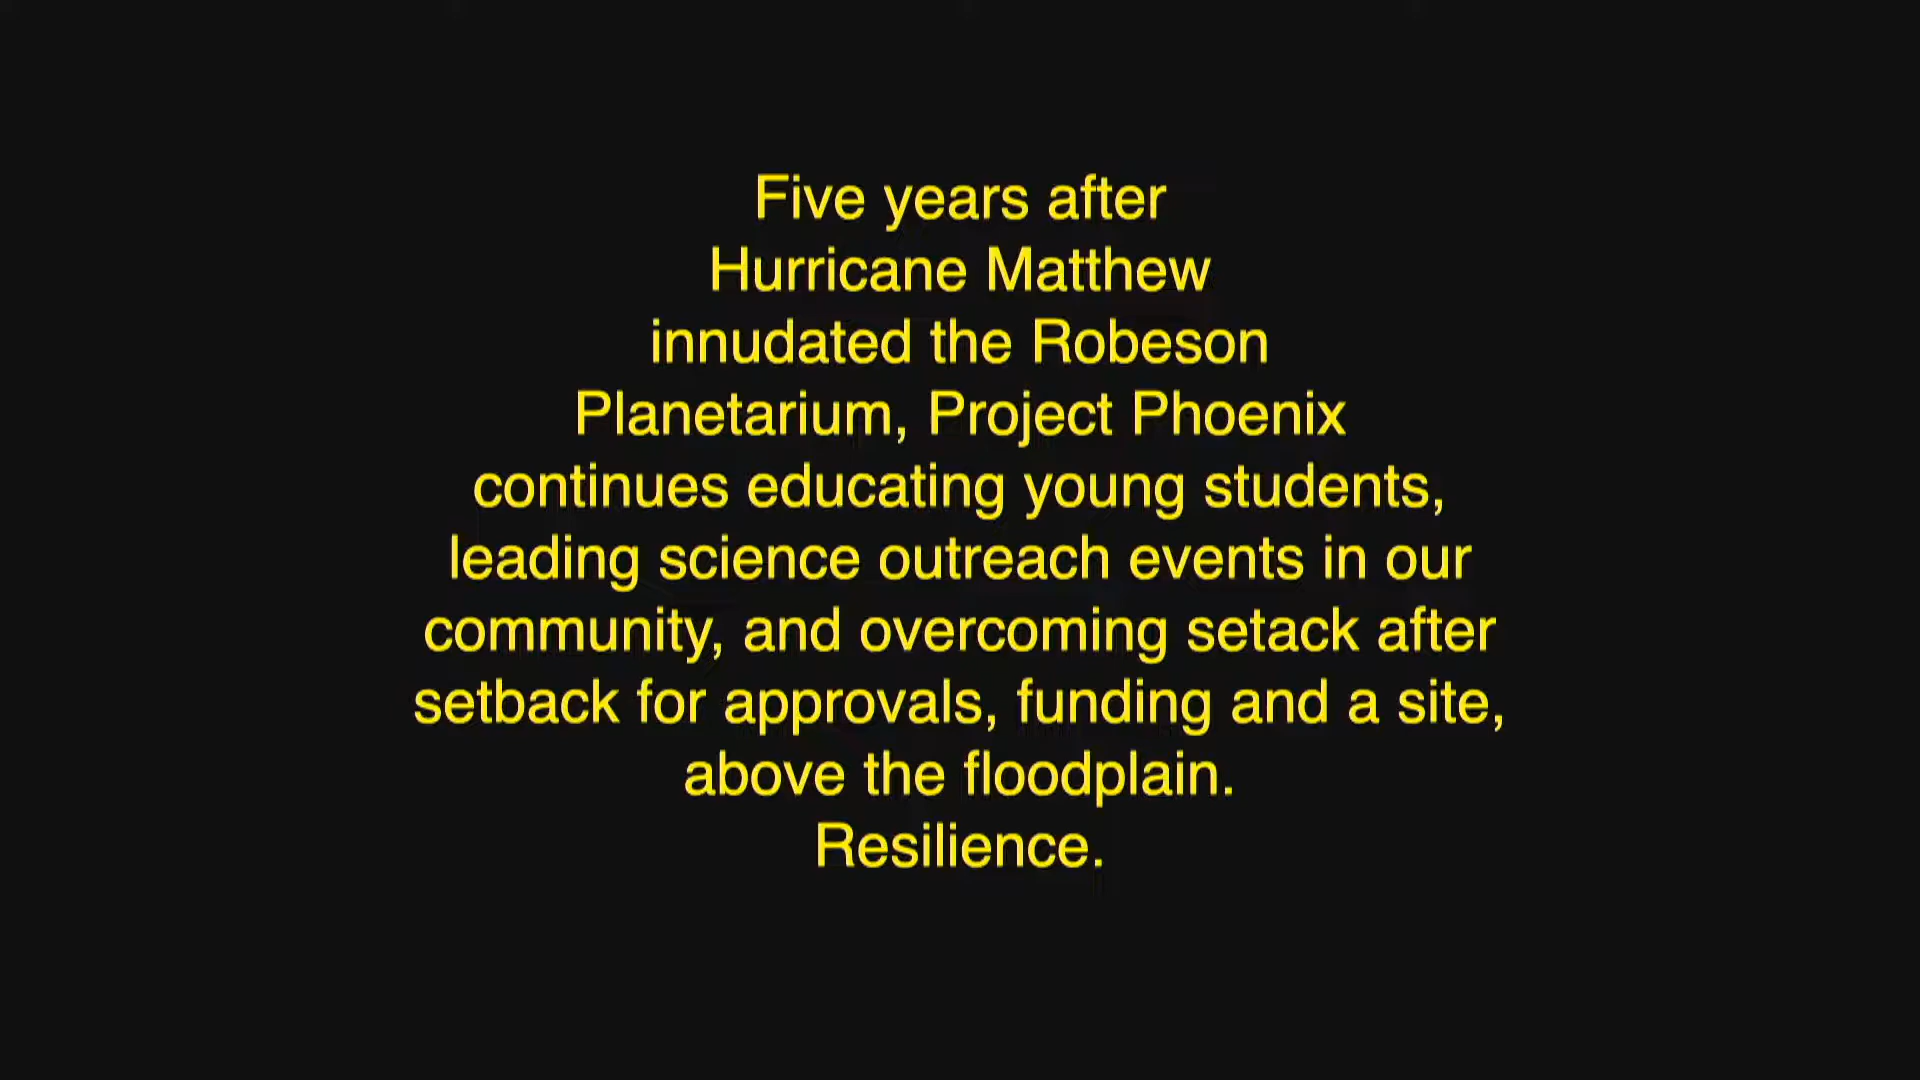 Five years after
Hurricane Matthew
innudated the Robeson
Planetarium, Project Phoenix
continues educating young students,
leading science outreach events in our
community, and overcoming setack after
setback for approvals, funding and a site,
above the floodplain.
Resilience.